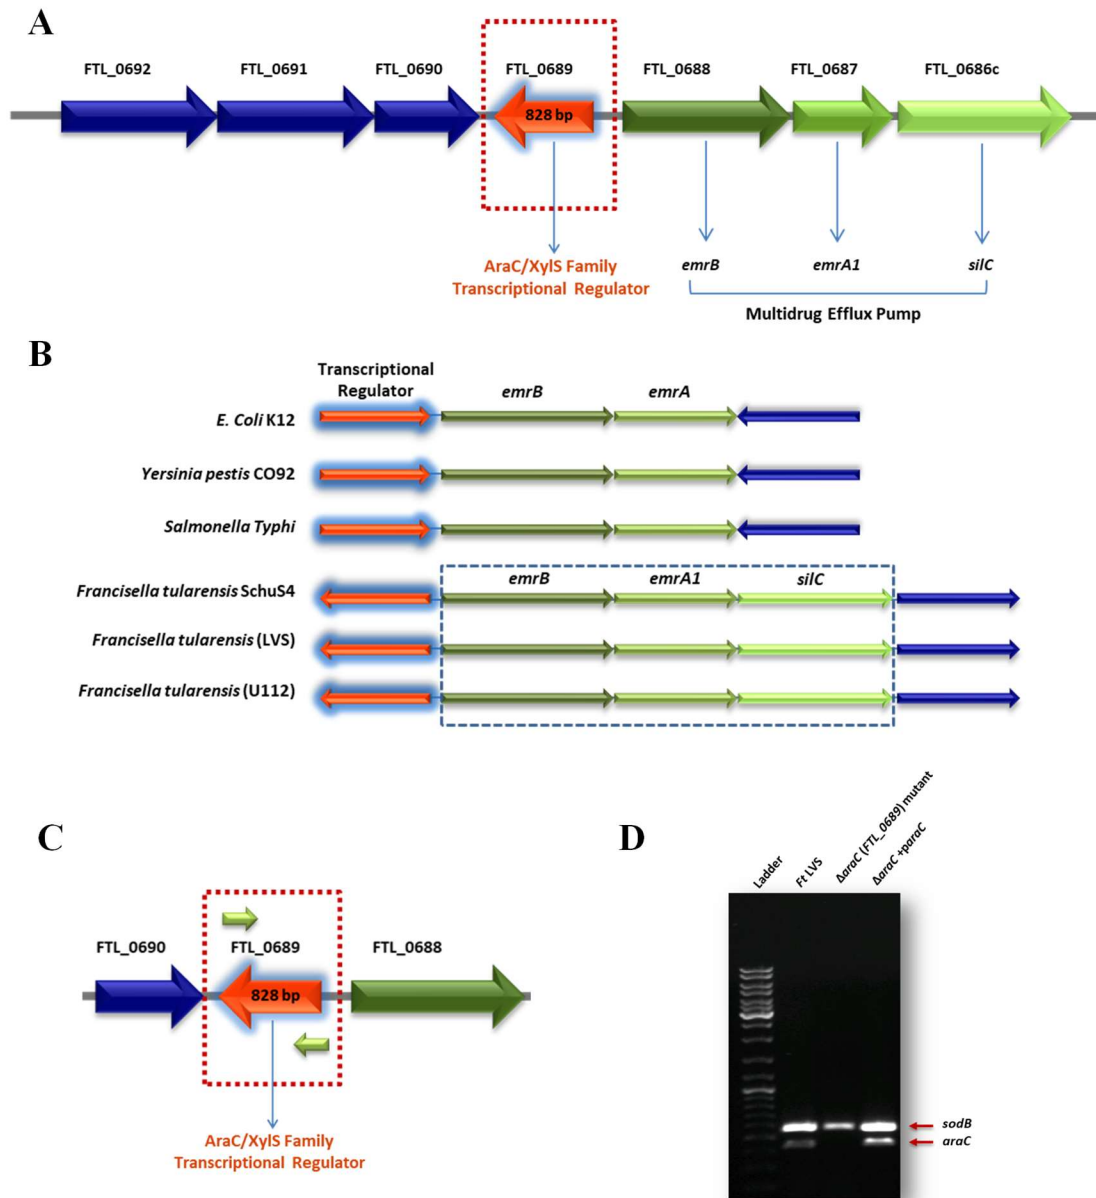 A
FTL_0692 FTL_0691 FTL_0690 FTL_0689 FTL_0688 FTL_0687 FTL_0686c
828 bp
AraC/XylS Family
Transcriptional Regulator
emrB emrA1 silC
Multidrug Efflux Pump
B
Transcriptional
Regulator
emrB emrA
E. Coli K12
Yersinia pestis CO92
Salmonella Typhi
emrB emrA1 silC
Francisella tularensis SchuS4
Francisella tularensis (LVS)
Francisella tularensis (U112)
C
FTL_0690 FTL_0689 FTL_0688
828 bp
AraC/XylS Family
Transcriptional Regulator
D
Ladder
Ft LVS
ΔaraC (FTL_0689) mutant
ΔaraC +paraC
sodB
araC